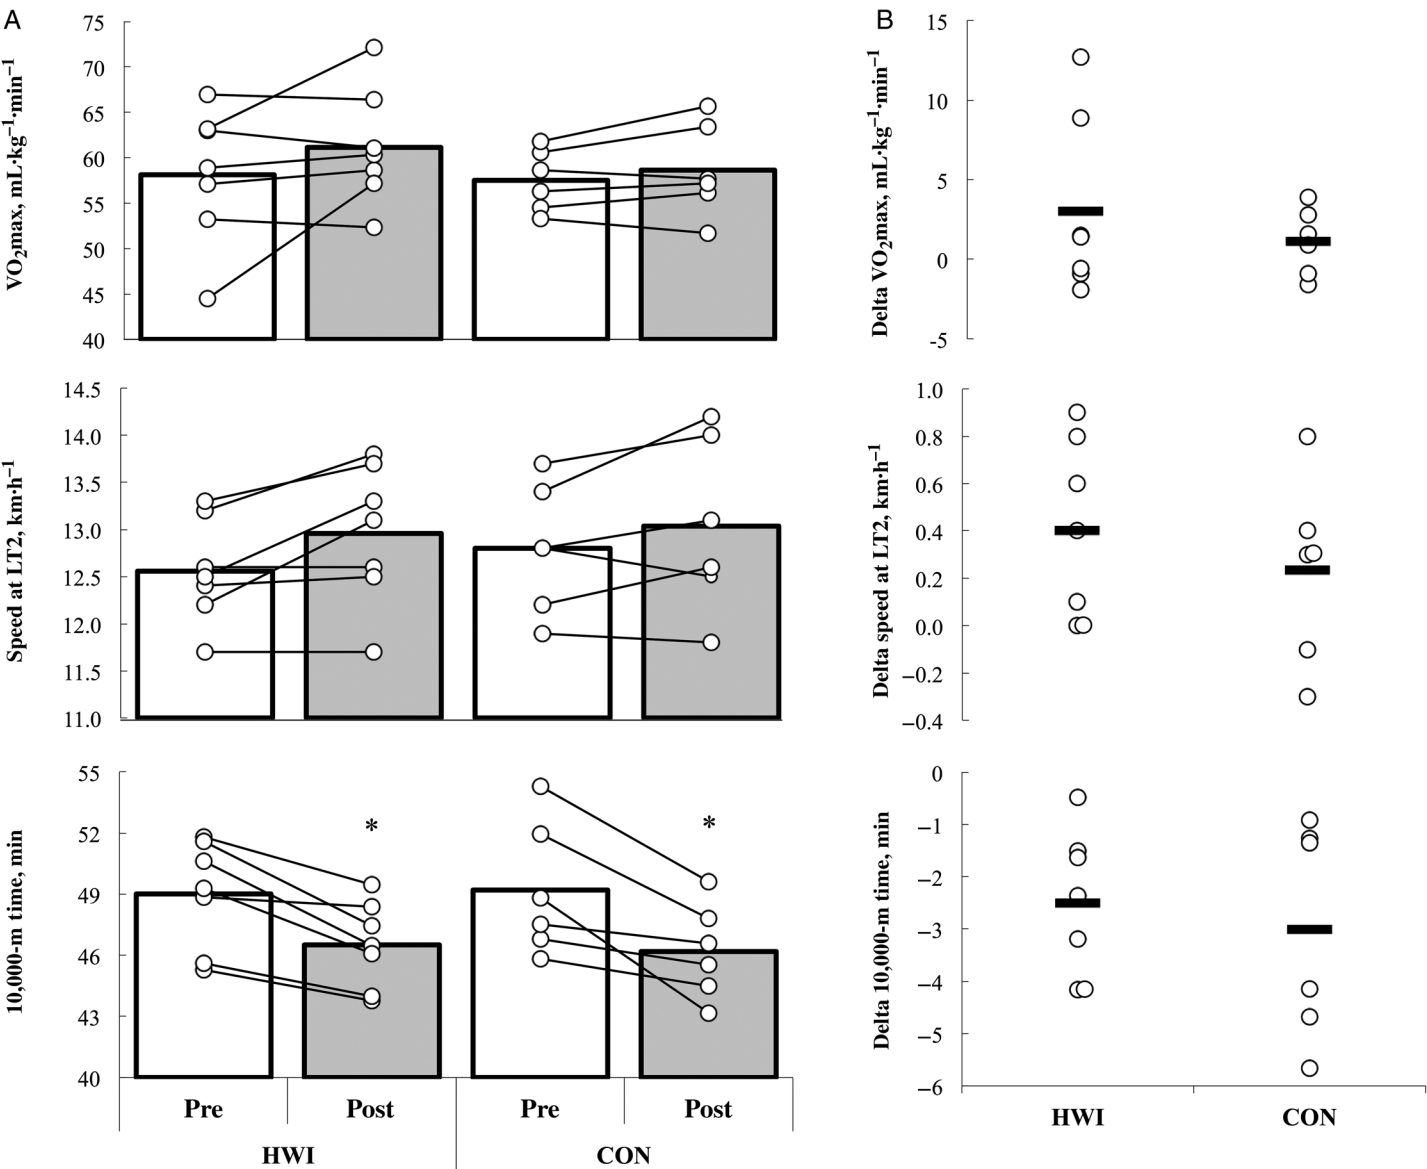 A
VO2max, mL·kg−1·min−1
75
70
65
60
55
50
45
40
Speed at LT2, km·h−1
14.5
14.0
13.5
13.0
12.5
12.0
11.5
11.0
10,000-m time, min
55
52
49
46
43
40
*
*
Pre
Post
Pre
Post
HWI
CON
B
Delta VO2max, mL·kg−1·min−1
15
10
5
0
-5
Delta speed at LT2, km·h−1
1.0
0.8
0.6
0.4
0.2
0.0
−0.2
−0.4
Delta 10,000-m time, min
0
−1
−2
−3
−4
−5
−6
HWI
CON